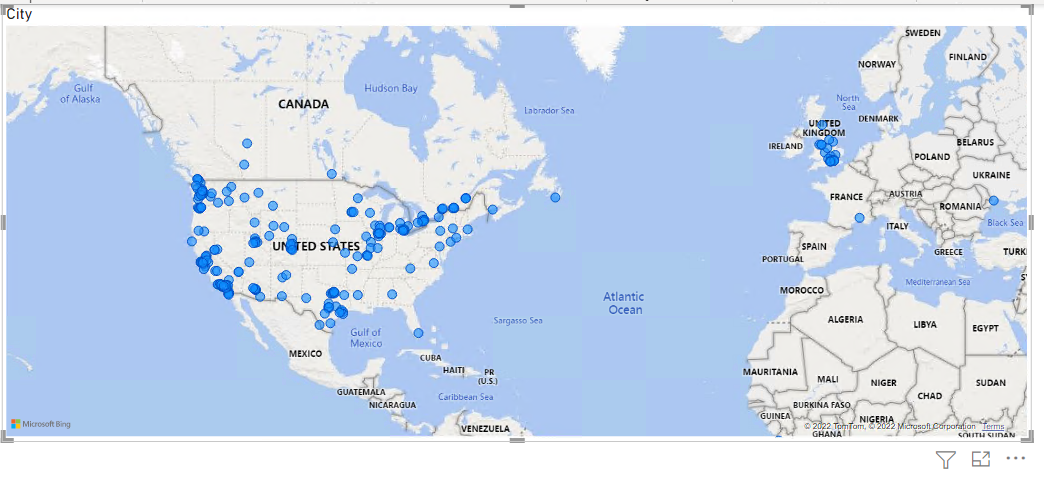 City
SWEDEN
NORWAY
FINLAND
Gulf
of Alaska
Hudson Bay
CANADA
North
Sea
Labrador Sea
DENMARK
UNITED
KINGDOM
BELARUS
IRELAND
POLAND
UKRAINE
FRANCE
AUSTRIA
ROMANIA
Black Sea
ITALY
UNITED STATES
SPAIN
GREECE
TURK
PORTUGAL
Mediterranean Sea
MOROCCO
Atlantic
Ocean
Sargasso Sea
ALGERIA
LIBYA
EGYPT
Gulf of
Mexico
MEXICO
CUBA
HAITI
PR
(U.S.)
MAURITANIA
MALI
NIGER
CHAD
SUDAN
GUATEMALA
Caribbean Sea
NICARAGUA
BURKINA FASO
GUINEA
NIGERIA
Microsoft Bing
VENEZUELA
© 2022 TomTom, © 2022 Microsoft Corporation Terms
GHANA
SOUTH SUDAN